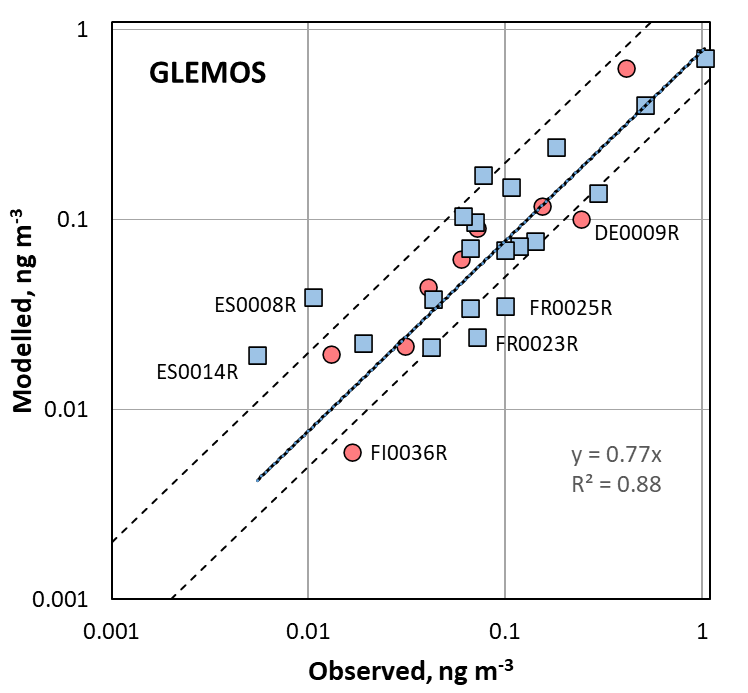 GLEMOS
1
0.1
0.01
0.001
0.001
0.01
0.1
1
Modelled, ng m⁻³
Observed, ng m⁻³
DE0009R
ES0008R
FR0025R
FR0023R
ES0014R
FI0036R
y = 0.77x
R² = 0.88